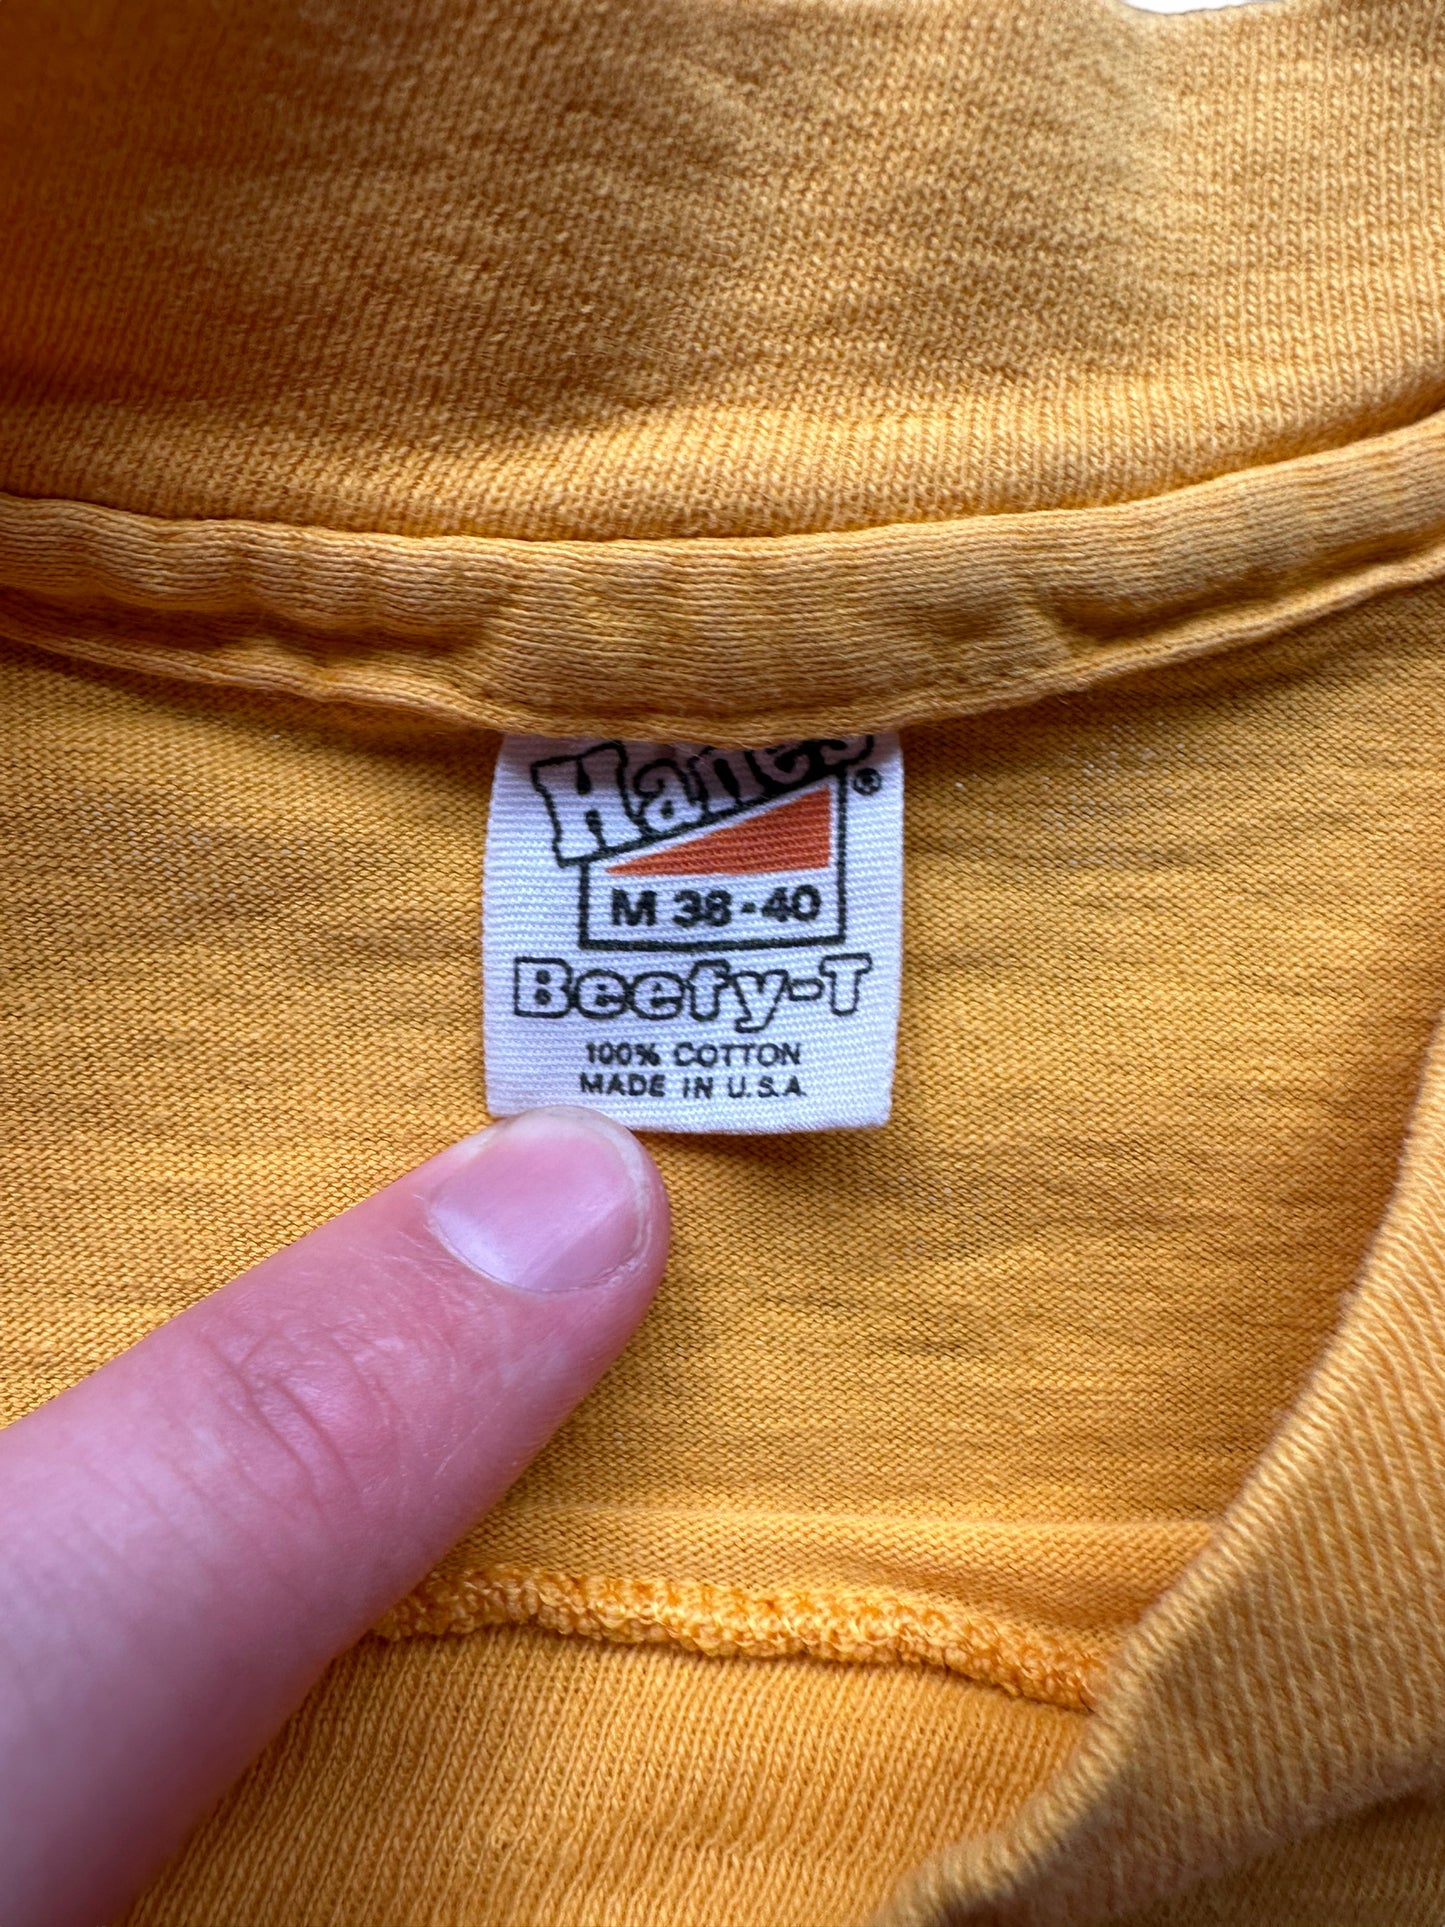 Hanes®
M 38-40
Beefy-T
100% COTTON
MADE IN U.S.A.